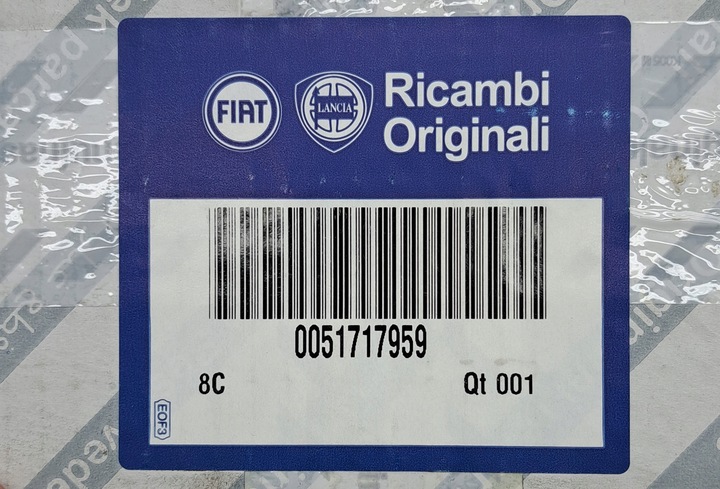 FIAT
LANCIA
Ricambi
Originali
0051717959
8C
Qt 001
EOF3